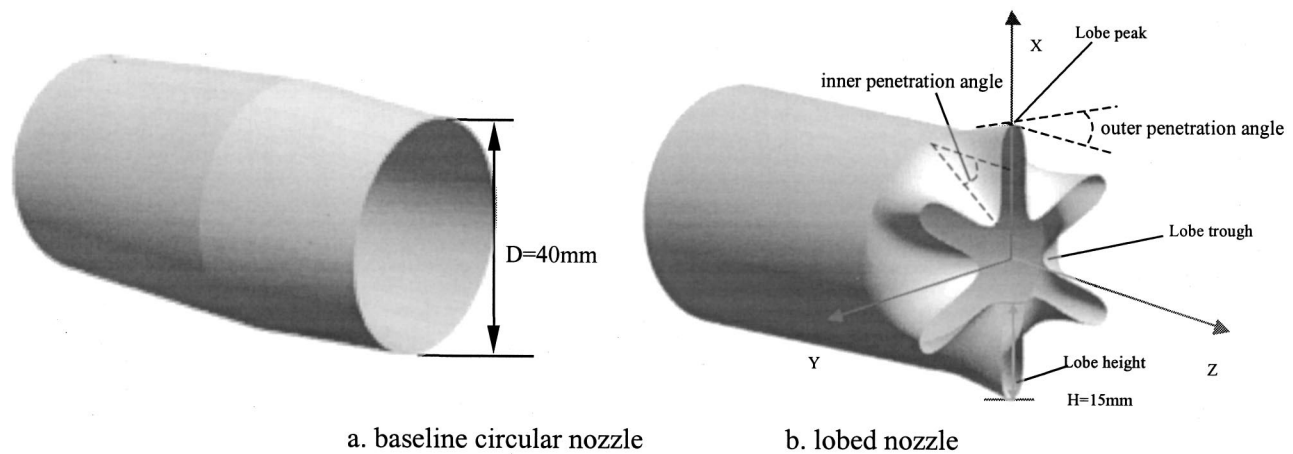 X
Lobe peak
inner penetration angle
outer penetration angle
D=40mm
Lobe trough
Y
Lobe height
Z
H=15mm
a. baseline circular nozzle
b. lobed nozzle